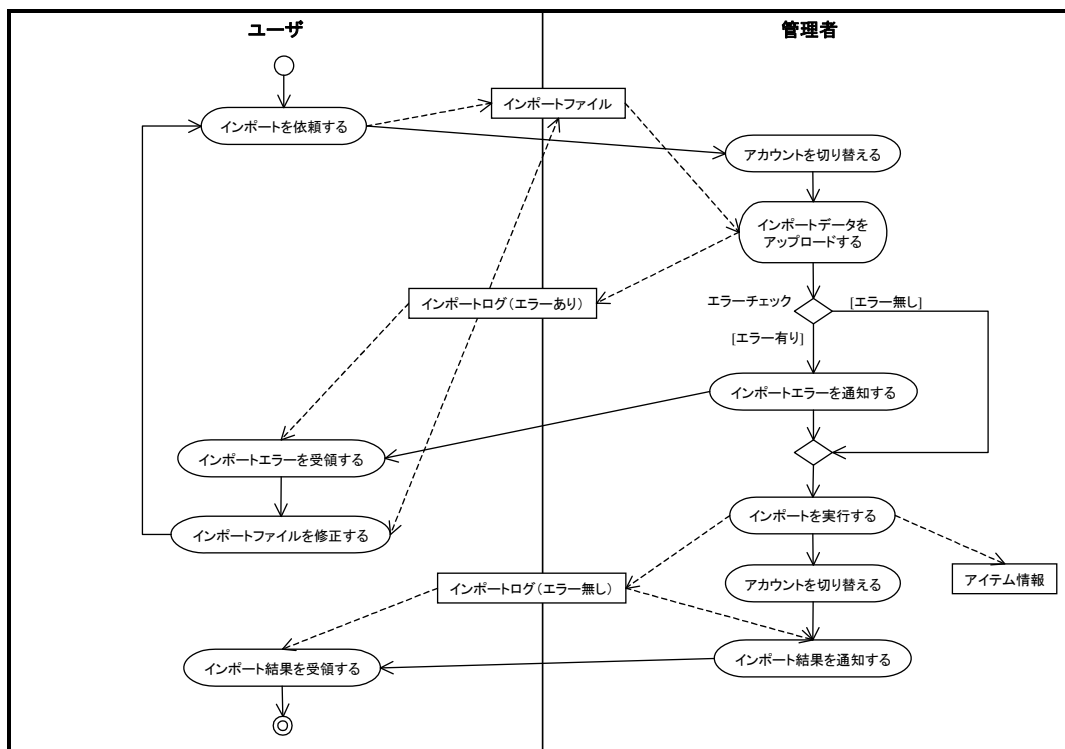 ユーザ
管理者
インポートファイル
インポートを依頼する
アカウントを切り替える
インポートデータを
アップロードする
インポートログ(エラーあり)
エラーチェック
[エラー無し]
[エラー有り]
インポートエラーを通知する
インポートエラーを受領する
インポートを実行する
インポートファイルを修正する
アイテム情報
アカウントを切り替える
インポートログ(エラー無し)
インポート結果を通知する
インポート結果を受領する